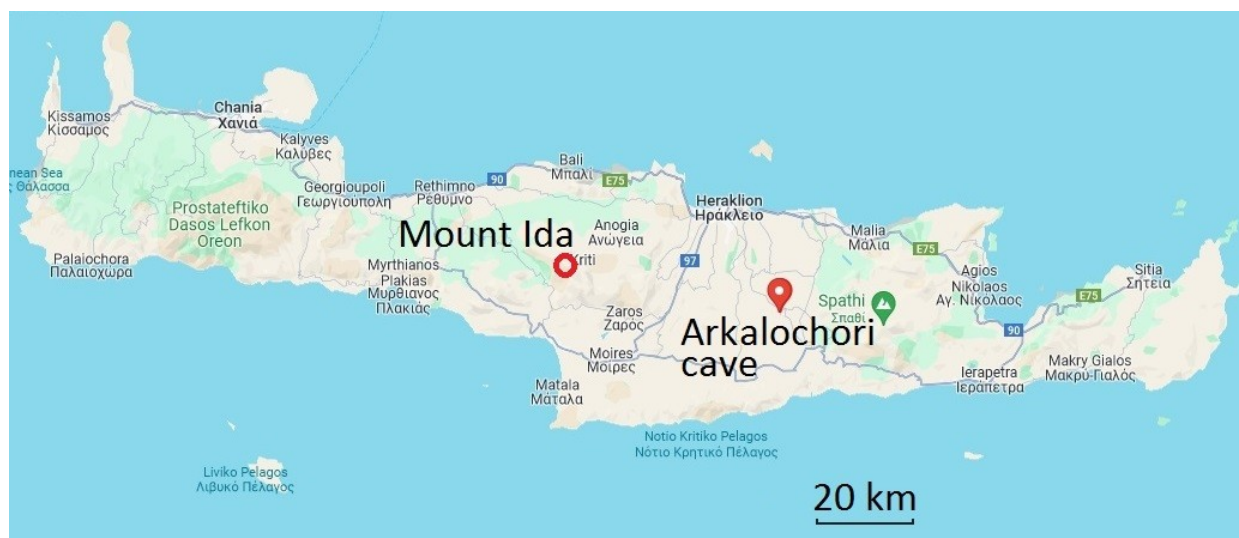 Kissamos
Κίσσαμος
Chania
Χανιά
Kalyves
Καλύβες
nean Sea
ς Θάλασσα
Georgioupoli
Γεωργιούπολη
Rethimno
Ρέθυμνο
90
Bali
Μπαλί
E75
Heraklion
Ηράκλειο
Prostateftiko
Dasos Lefkon
Oreon
Mount Ida
Anogia
Ανώγεια
Kriti
Malia
Μάλια
E75
Palaiochora
Παλαιοχώρα
Myrthianos
Plakias
Μύρθιανος
Πλακιάς
97
Zaros
Ζαρός
Arkalochori
cave
Spathi
Σπαθί
Agios
Nikolaos
Αγ. Νικόλαος
Sitia
Σητεία
E75
90
Moires
Μοίρες
Matala
Μάταλα
Ierapetra
Ιεράπετρα
Makry Gialos
Μακρύ-Γιαλός
Notio Kritiko Pelagos
Νότιο Κρητικό Πέλαγος
Liviko Pelagos
Λιβυκό Πέλαγος
20 km